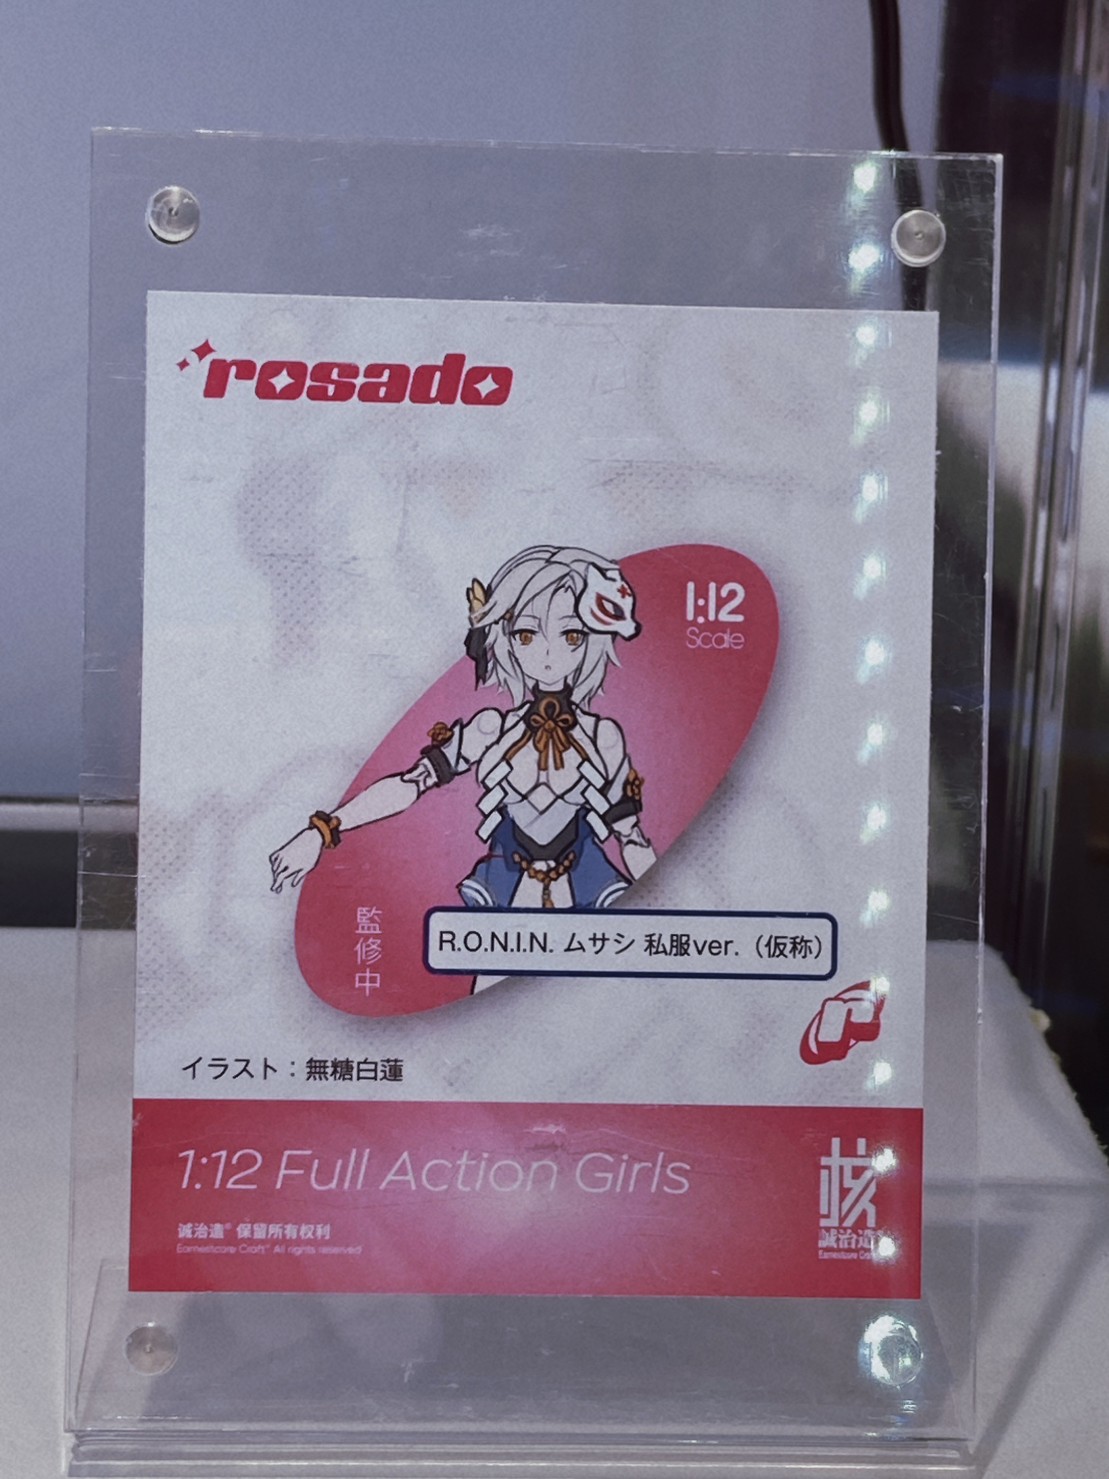 rosado
1:12
Scale
監修中
R.O.N.I.N. ムサシ 私服ver.（仮称）
イラスト：無糖白蓮
1:12 Full Action Girls
诚治造® 保留所有权利
Earnestcore Craft® All rights reserved
核
誠治造